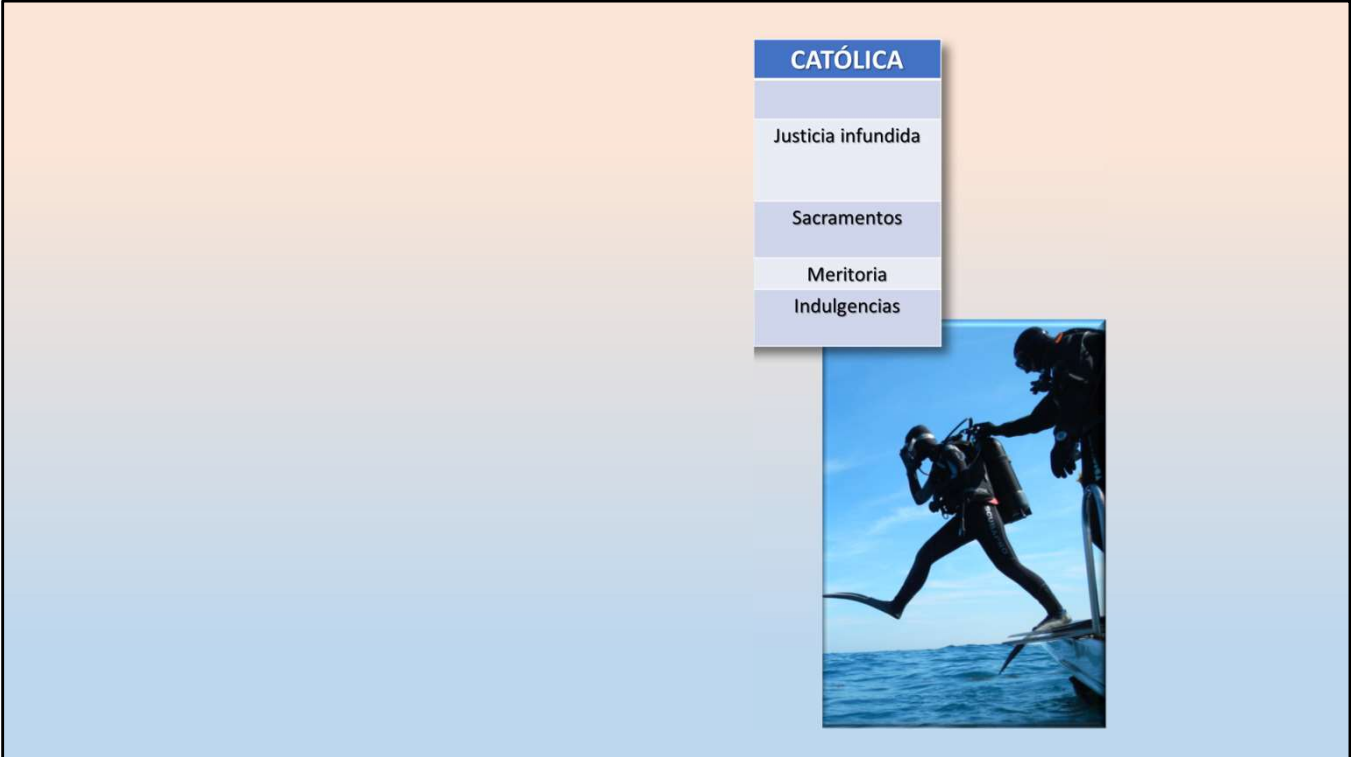 CATÓLICA
Justicia infundida
Sacramentos
Meritoria
Indulgencias